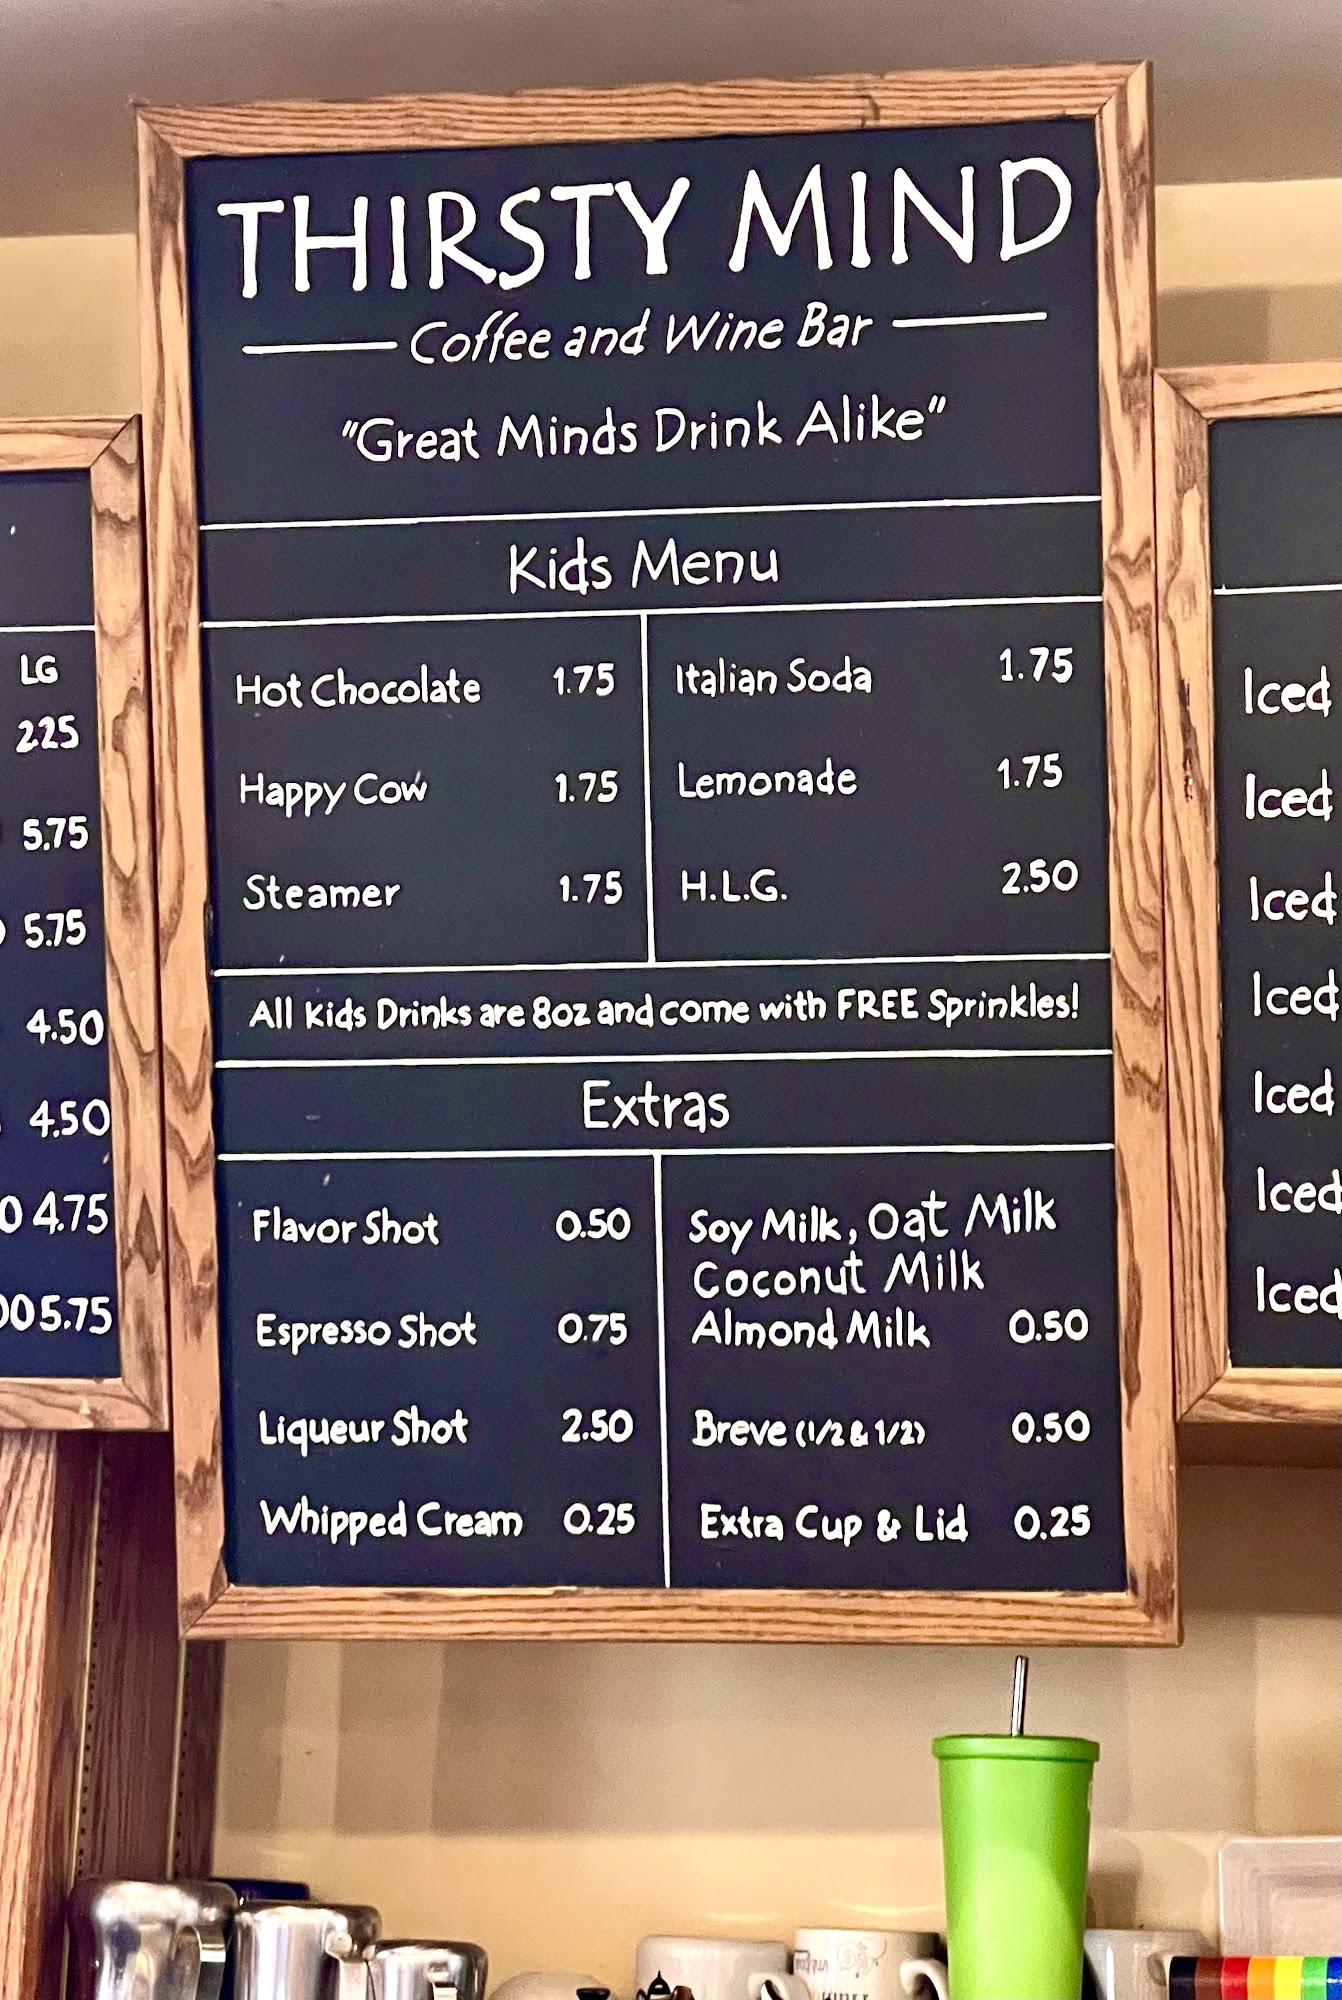 THIRSTY MIND
Coffee and Wine Bar
"Great Minds Drink Alike"
Kids Menu
Hot Chocolate 1.75
Happy Cow 1.75
Steamer 1.75
Italian Soda 1.75
Lemonade 1.75
H.L.G. 2.50
All Kids Drinks are 8oz and come with FREE Sprinkles!
Extras
Flavor Shot 0.50
Espresso Shot 0.75
Liqueur Shot 2.50
Whipped Cream 0.25
Soy Milk, Oat Milk
Coconut Milk
Almond Milk 0.50
Breve (1/2 & 1/2) 0.50
Extra Cup & Lid 0.25
LG
2.25
5.75
5.75
4.50
4.50
4.75
5.75
Iced
Iced
Iced
Iced
Iced
Iced
Iced